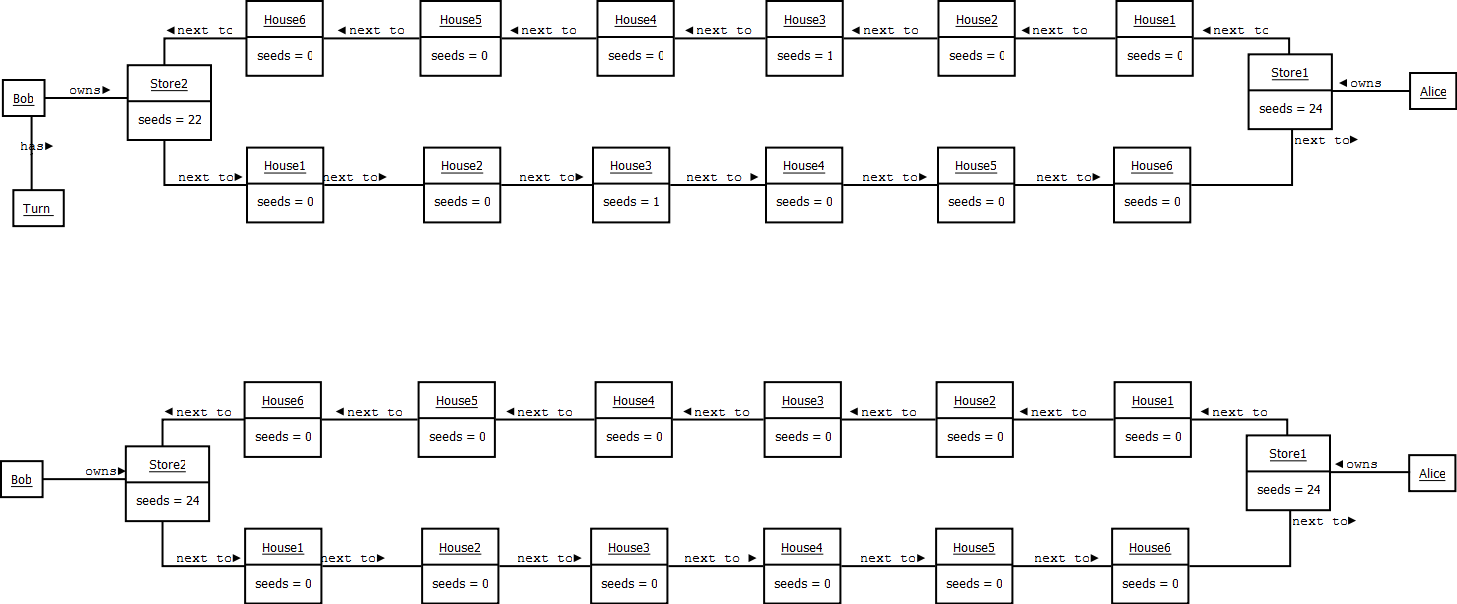 House6
House5
House4
House3
House2
House1
◄next to
◄next to
◄next to
◄next to
◄next to
◄next to
◄next to
seeds = 0
seeds = 0
seeds = 0
seeds = 1
seeds = 0
seeds = 0
Store2
Store1
Bob
owns►
◄owns
Alice
seeds = 22
seeds = 24
has►
next to►
House1
House2
House3
House4
House5
House6
next to►
next to►
next to►
next to►
next to►
next to►
seeds = 0
seeds = 0
seeds = 1
seeds = 0
seeds = 0
seeds = 0
Turn
House6
House5
House4
House3
House2
House1
◄next to
◄next to
◄next to
◄next to
◄next to
◄next to
◄next to
seeds = 0
seeds = 0
seeds = 0
seeds = 0
seeds = 0
seeds = 0
Store2
Store1
Bob
owns►
◄owns
Alice
seeds = 24
seeds = 24
next to►
House1
House2
House3
House4
House5
House6
next to►
next to►
next to►
next to►
next to►
next to►
seeds = 0
seeds = 0
seeds = 0
seeds = 0
seeds = 0
seeds = 0